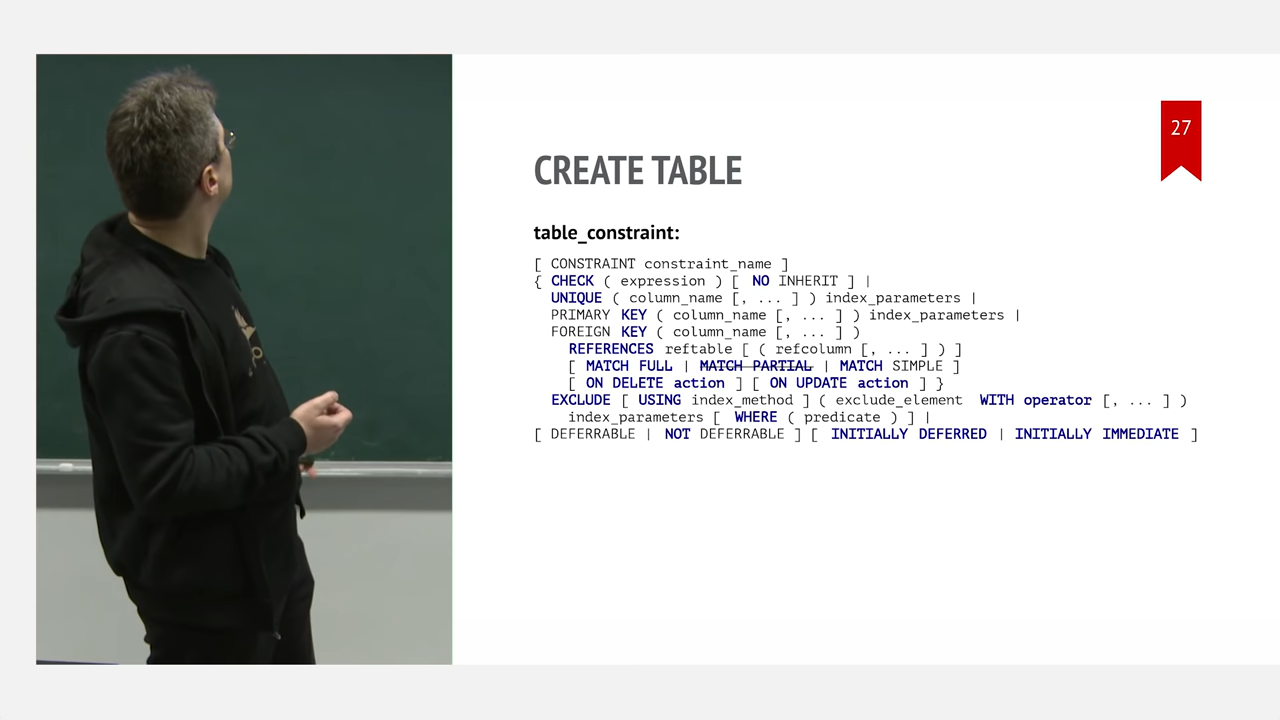 27
CREATE TABLE
table_constraint:
[ CONSTRAINT constraint_name ]
{ CHECK ( expression ) [ NO INHERIT ] |
UNIQUE ( column_name [, ... ] ) index_parameters |
PRIMARY KEY ( column_name [, ... ] ) index_parameters |
FOREIGN KEY ( column_name [, ... ] )
REFERENCES reftable [ ( refcolumn [, ... ] ) ]
[ MATCH FULL | MATCH PARTIAL | MATCH SIMPLE ]
[ ON DELETE action ] [ ON UPDATE action ] }
EXCLUDE [ USING index_method ] ( exclude_element WITH operator [, ... ] )
index_parameters [ WHERE ( predicate ) ] |
[ DEFERRABLE | NOT DEFERRABLE ] [ INITIALLY DEFERRED | INITIALLY IMMEDIATE ]